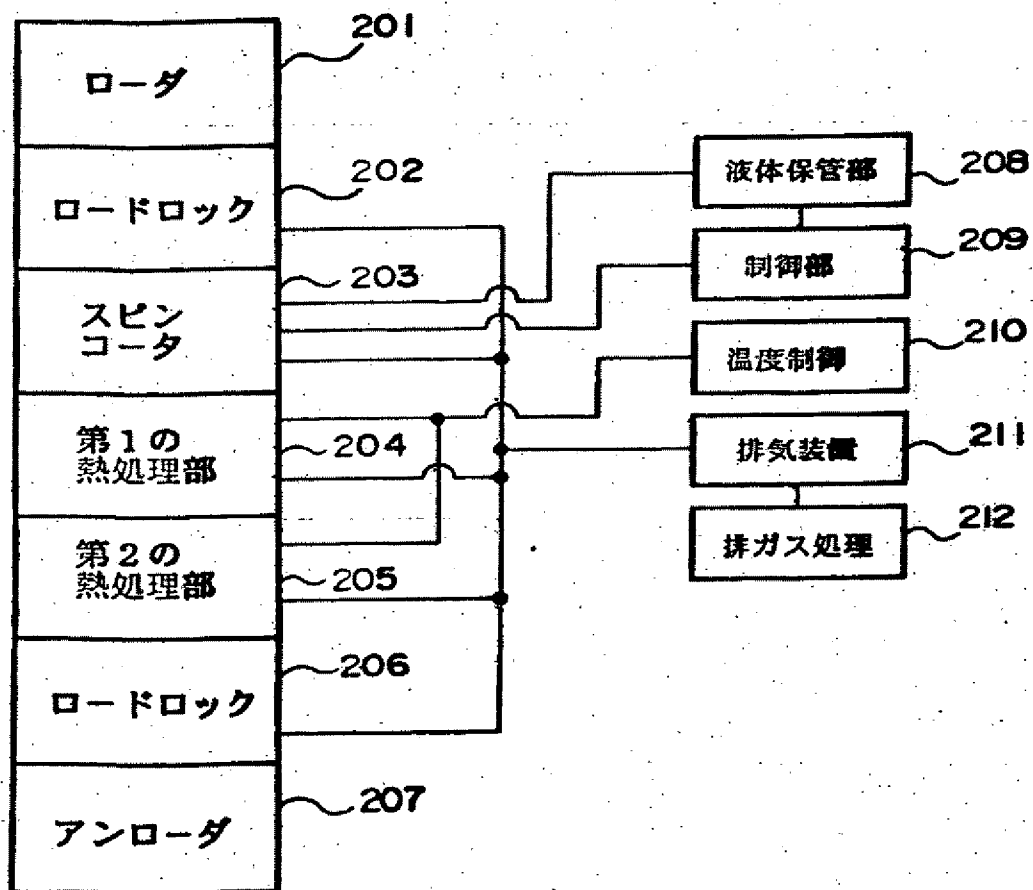 201
ローダ
202
ロードロック
203
スピン
コータ
第1の
熱処理部
204
第2の
熱処理部
205
206
ロードロック
207
アンローダ
液体保管部
208
制御部
209
温度制御
210
排気装置
211
排ガス処理
212